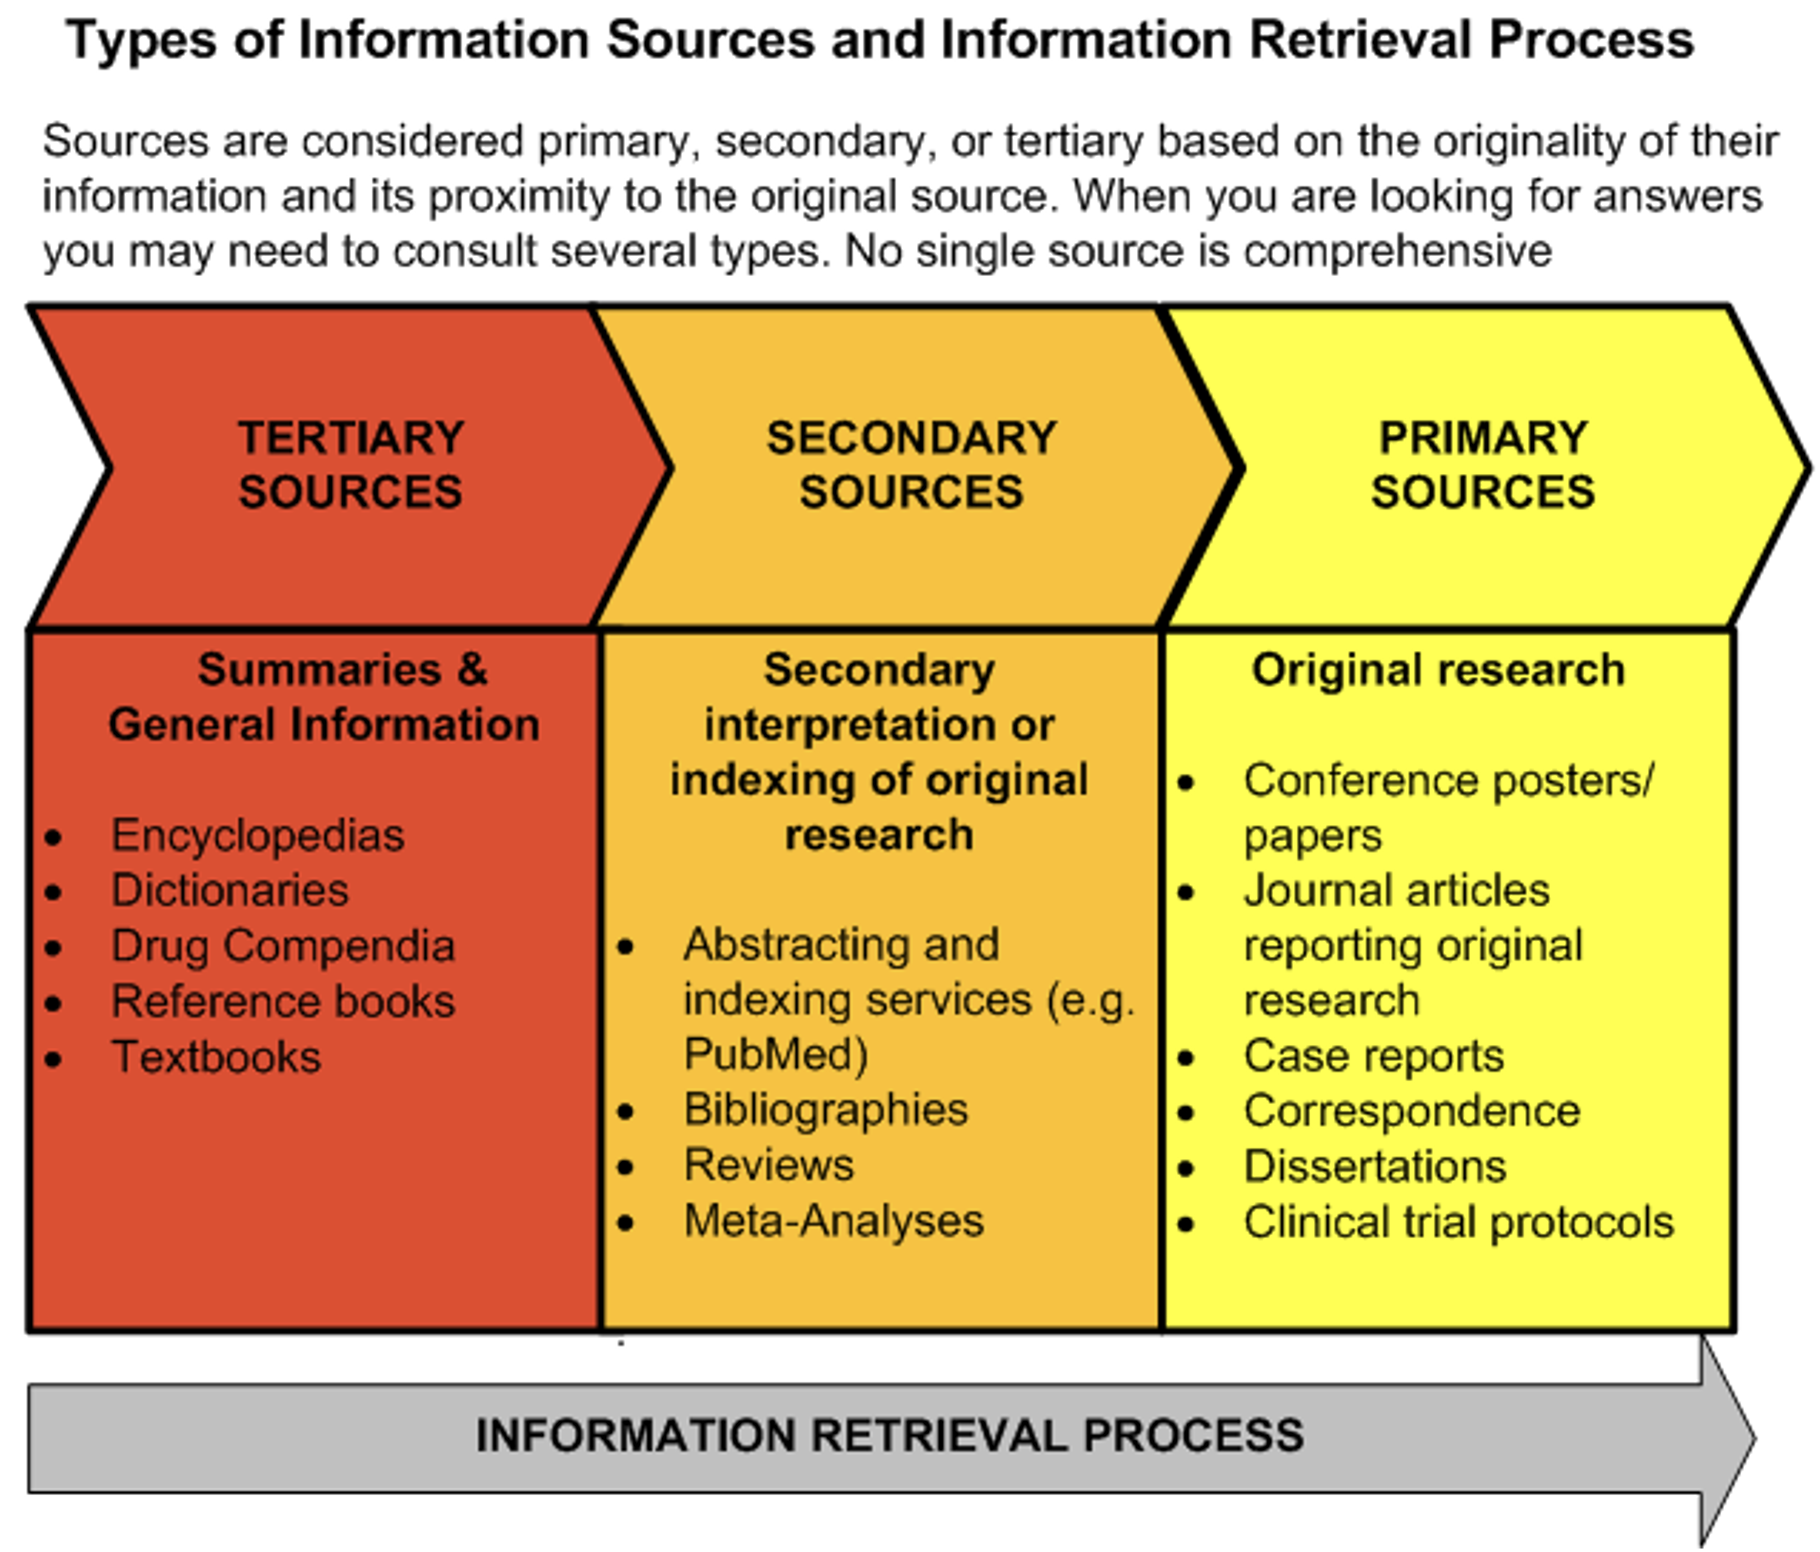 Types of Information Sources and Information Retrieval Process
Sources are considered primary, secondary, or tertiary based on the originality of their
information and its proximity to the original source. When you are looking for answers
you may need to consult several types. No single source is comprehensive
TERTIARY
SOURCES
SECONDARY
SOURCES
PRIMARY
SOURCES
Summaries &
General Information
• Encyclopedias
• Dictionaries
• Drug Compendia
• Reference books
• Textbooks
Secondary
interpretation or
indexing of original
research
• Abstracting and
indexing services (e.g.
PubMed)
• Bibliographies
• Reviews
• Meta-Analyses
Original research
• Conference posters/
papers
• Journal articles
reporting original
research
• Case reports
• Correspondence
• Dissertations
• Clinical trial protocols
INFORMATION RETRIEVAL PROCESS